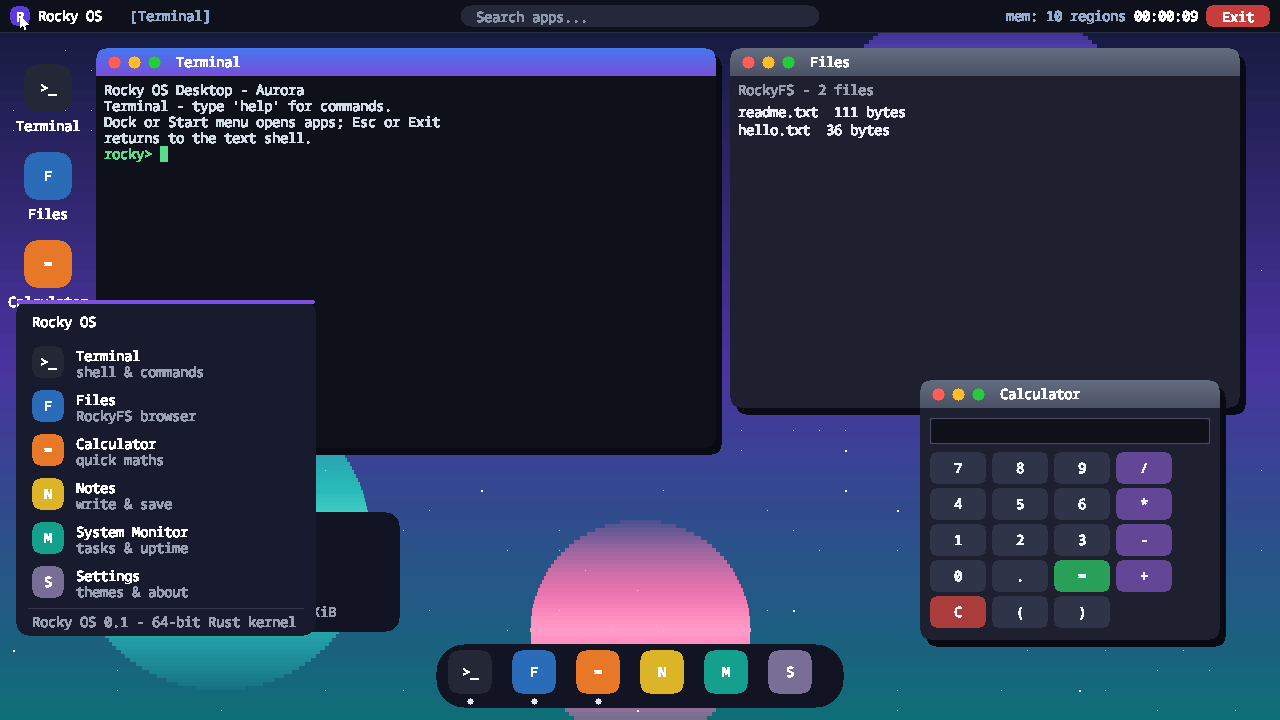 R Rocky OS [Terminal] Search apps... mem: 10 regions 00:00:09 Exit
>_
Terminal
F
Files
=
Terminal
Rocky OS Desktop - Aurora
Terminal - type 'help' for commands.
Dock or Start menu opens apps; Esc or Exit
returns to the text shell.
rocky>
Files
RockyFS - 2 files
readme.txt 111 bytes
hello.txt 36 bytes
Rocky OS
>_ Terminal
shell & commands
F Files
RockyFS browser
= Calculator
quick maths
N Notes
write & save
M System Monitor
tasks & uptime
S Settings
themes & about
Rocky OS 0.1 - 64-bit Rust kernel
KiB
Calculator
7 8 9 /
4 5 6 *
1 2 3 -
0 . = +
C ( )
>_ F = N M S